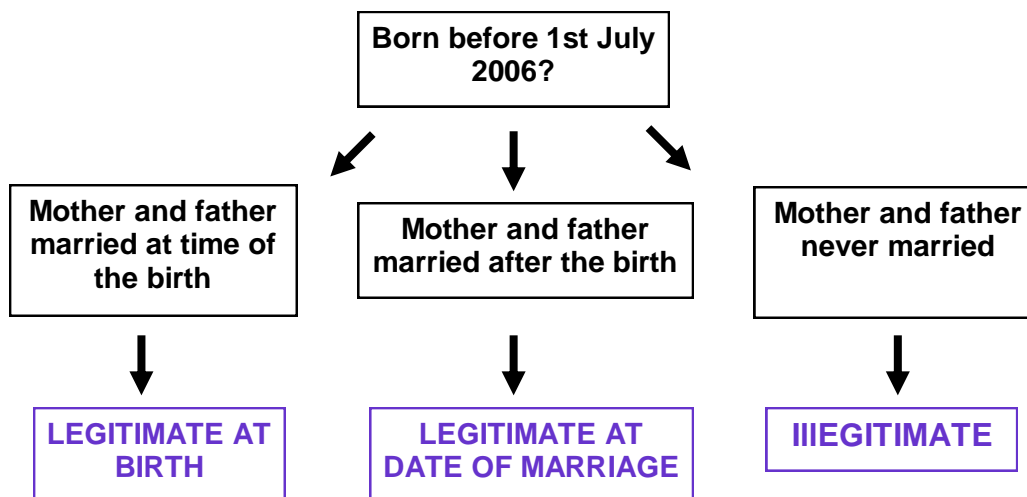 Born before 1st July
2006?
Mother and father
married at time of
the birth
Mother and father
married after the birth
Mother and father
never married
LEGITIMATE AT
BIRTH
LEGITIMATE AT
DATE OF MARRIAGE
IIIEGITIMATE